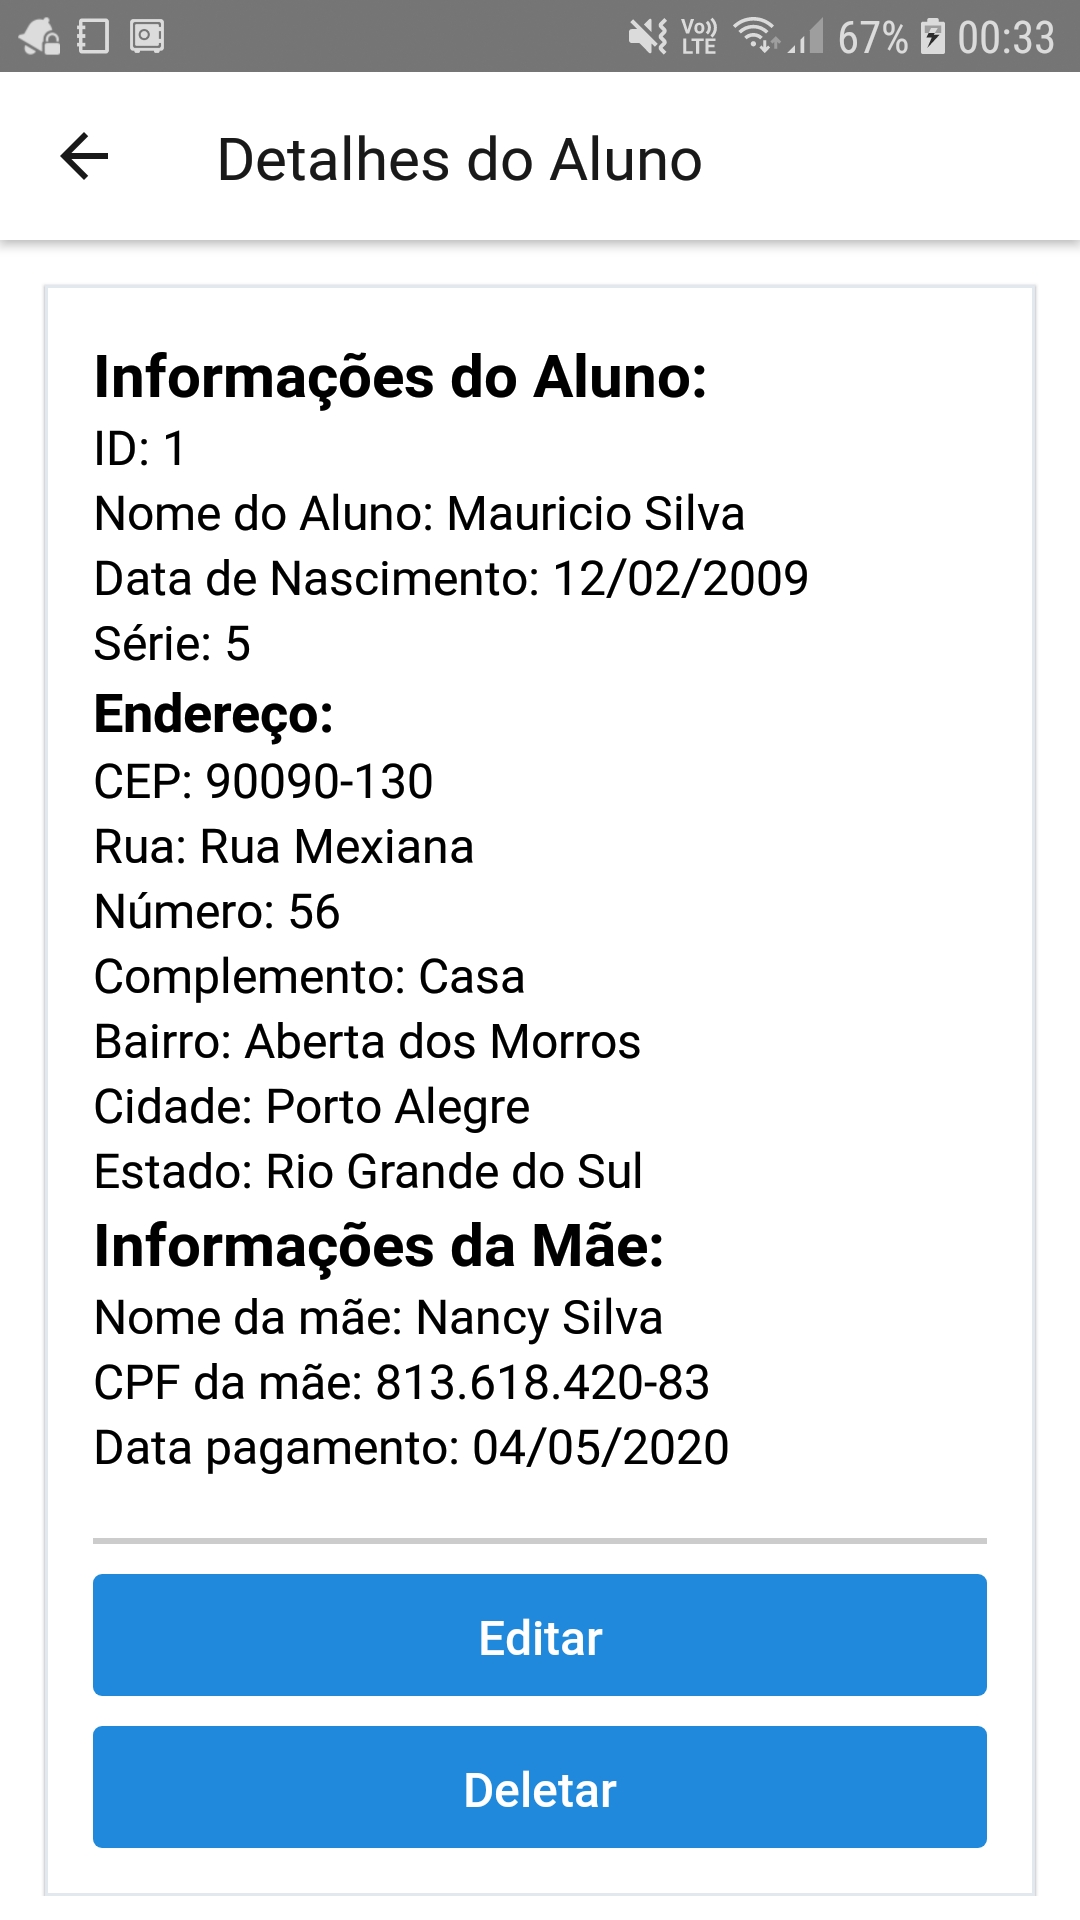 Vo)) LTE 67% 00:33
Detalhes do Aluno
Informações do Aluno:
ID: 1
Nome do Aluno: Mauricio Silva
Data de Nascimento: 12/02/2009
Série: 5
Endereço:
CEP: 90090-130
Rua: Rua Mexiana
Número: 56
Complemento: Casa
Bairro: Aberta dos Morros
Cidade: Porto Alegre
Estado: Rio Grande do Sul
Informações da Mãe:
Nome da mãe: Nancy Silva
CPF da mãe: 813.618.420-83
Data pagamento: 04/05/2020
Editar
Deletar